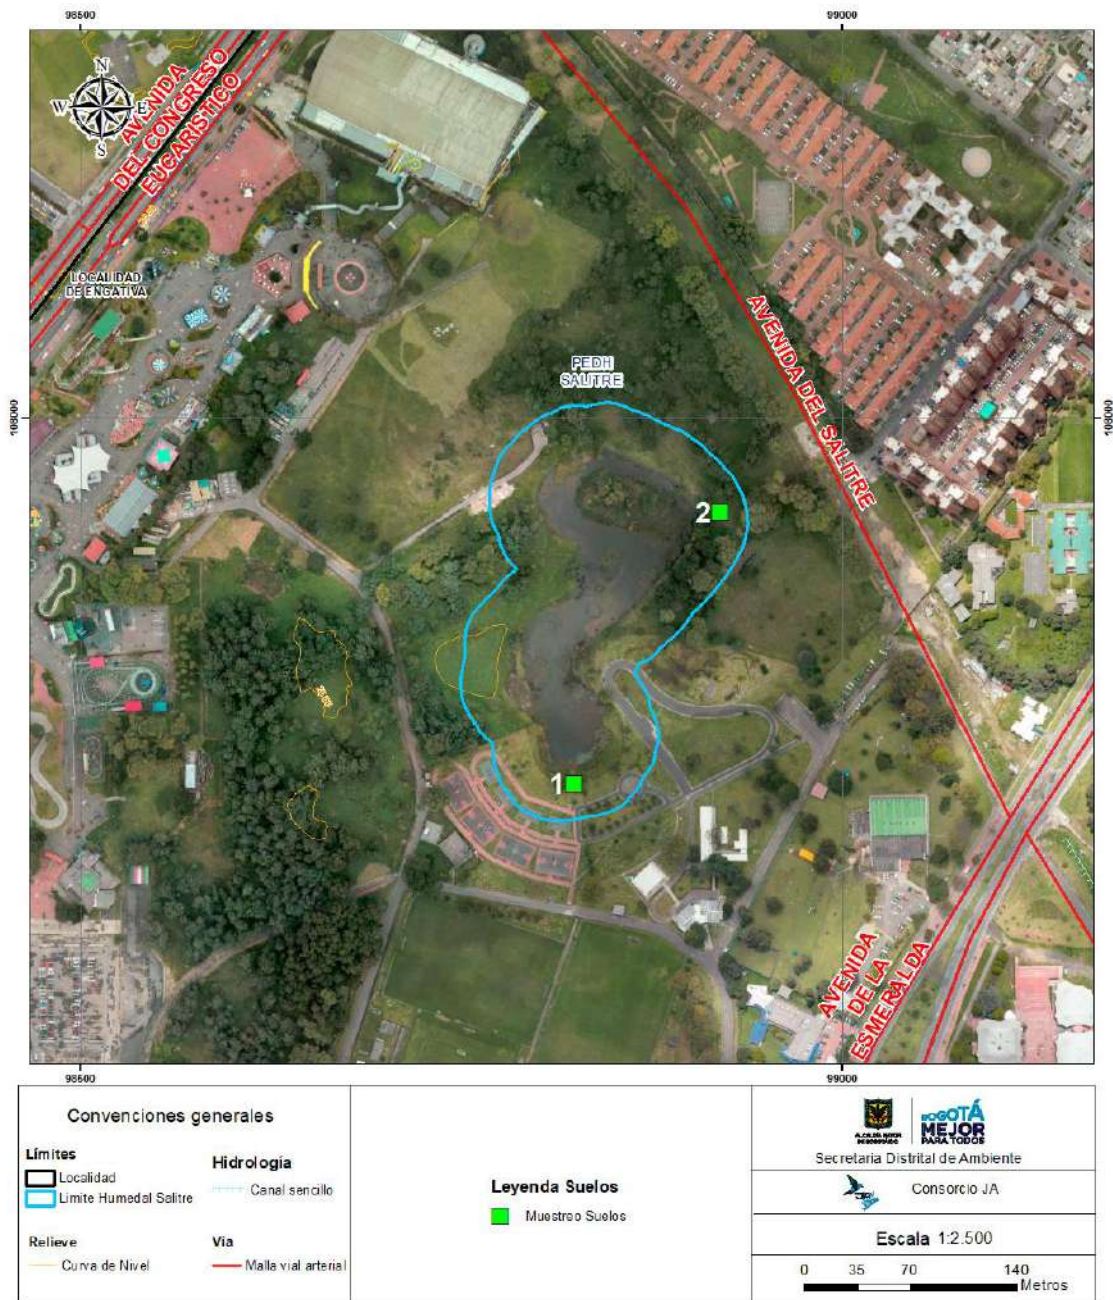 98500
99000
N
W
E
S
AVENIDA
DEL CONGRESO
EUCARISTICO
LOCALIDAD
DE ENGATIVA
PEDH
SALITRE
AVENIDA DEL SALITRE
108000
108000
2
1
AVENIDA
DE LA
ESMERALDA
98500
99000
Convenciones generales
Límites
Localidad
Limite Humedal Salitre
Hidrología
Canal sencillo
Relieve
Curva de Nivel
Via
Malla vial arterial
Leyenda Suelos
Muestreo Suelos
BOGOTÁ
MEJOR
PARA TODOS
Secretaria Distrital de Ambiente
Consorcio JA
Escala 1:2.500
0 35 70 140
Metros